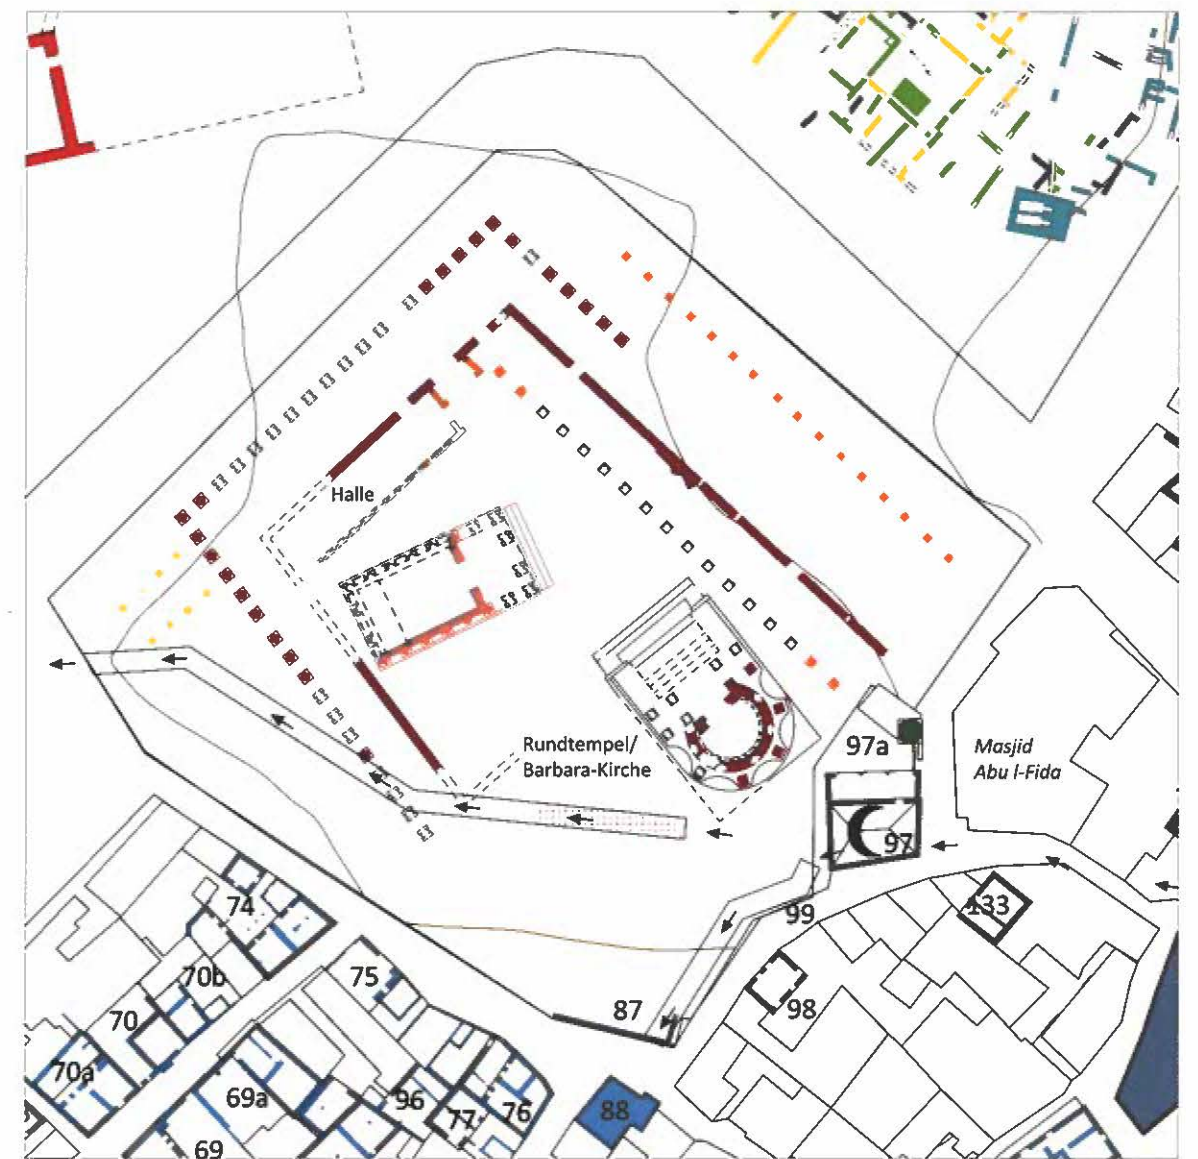 Halle
Rundtempel/
Barbara-Kirche
97a
Masjid
Abu l-Fida
97
133
99
74
70b
75
98
87
70
70a
69a
96
77
76
88
69